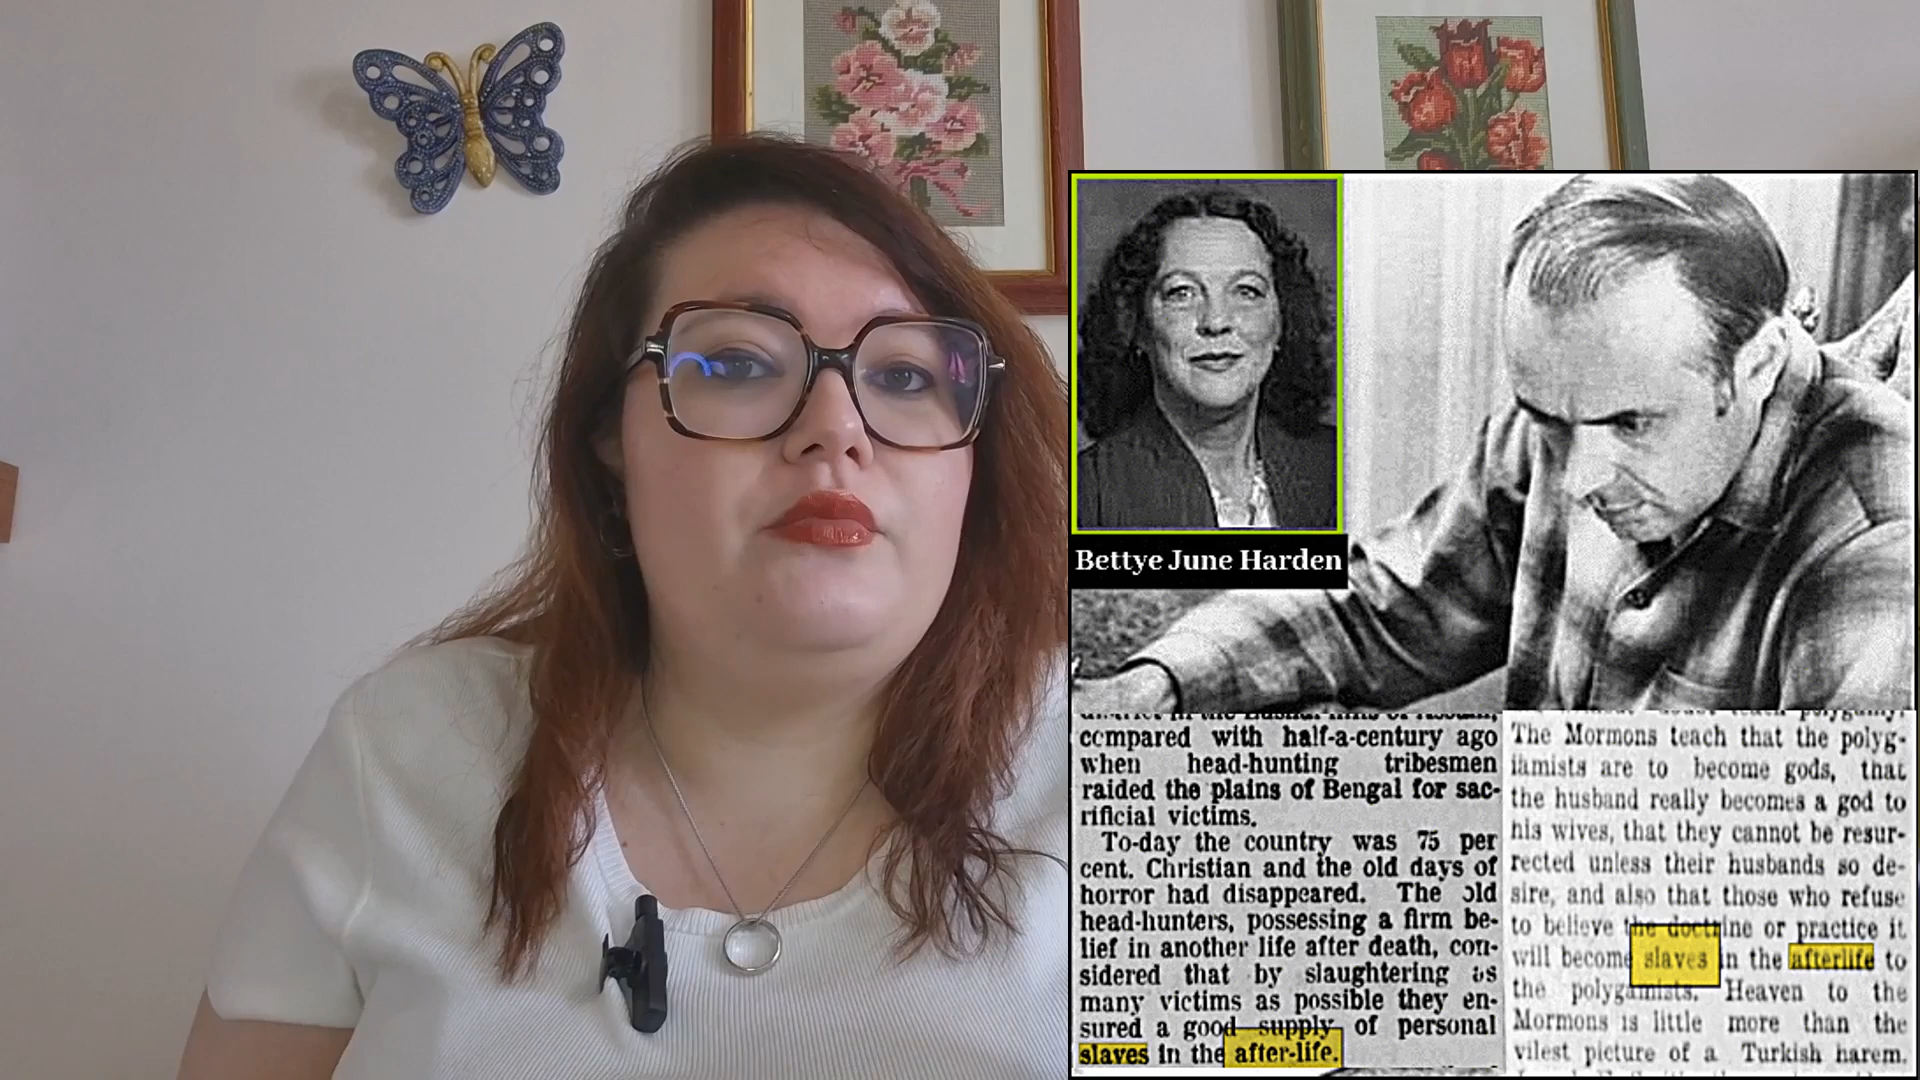 Bettye June Harden
compared with half-a-century ago
when head-hunting tribesmen
raided the plains of Bengal for sac-
rificial victims.
To-day the country was 75 per
cent. Christian and the old days of
horror had disappeared. The old
head-hunters, possessing a firm be-
lief in another life after death, con-
sidered that by slaughtering as
many victims as possible they en-
sured a good supply of personal
slaves in the after-life.
teach polygamy.
The Mormons teach that the polyg-
iamists are to become gods, that
the husband really becomes a god to
his wives, that they cannot be resur-
rected unless their husbands so de-
sire, and also that those who refuse
to believe the doctrine or practice it
will become slaves in the afterlife to
the polygamists. Heaven to the
Mormons is little more than the
vilest picture of a Turkish harem.